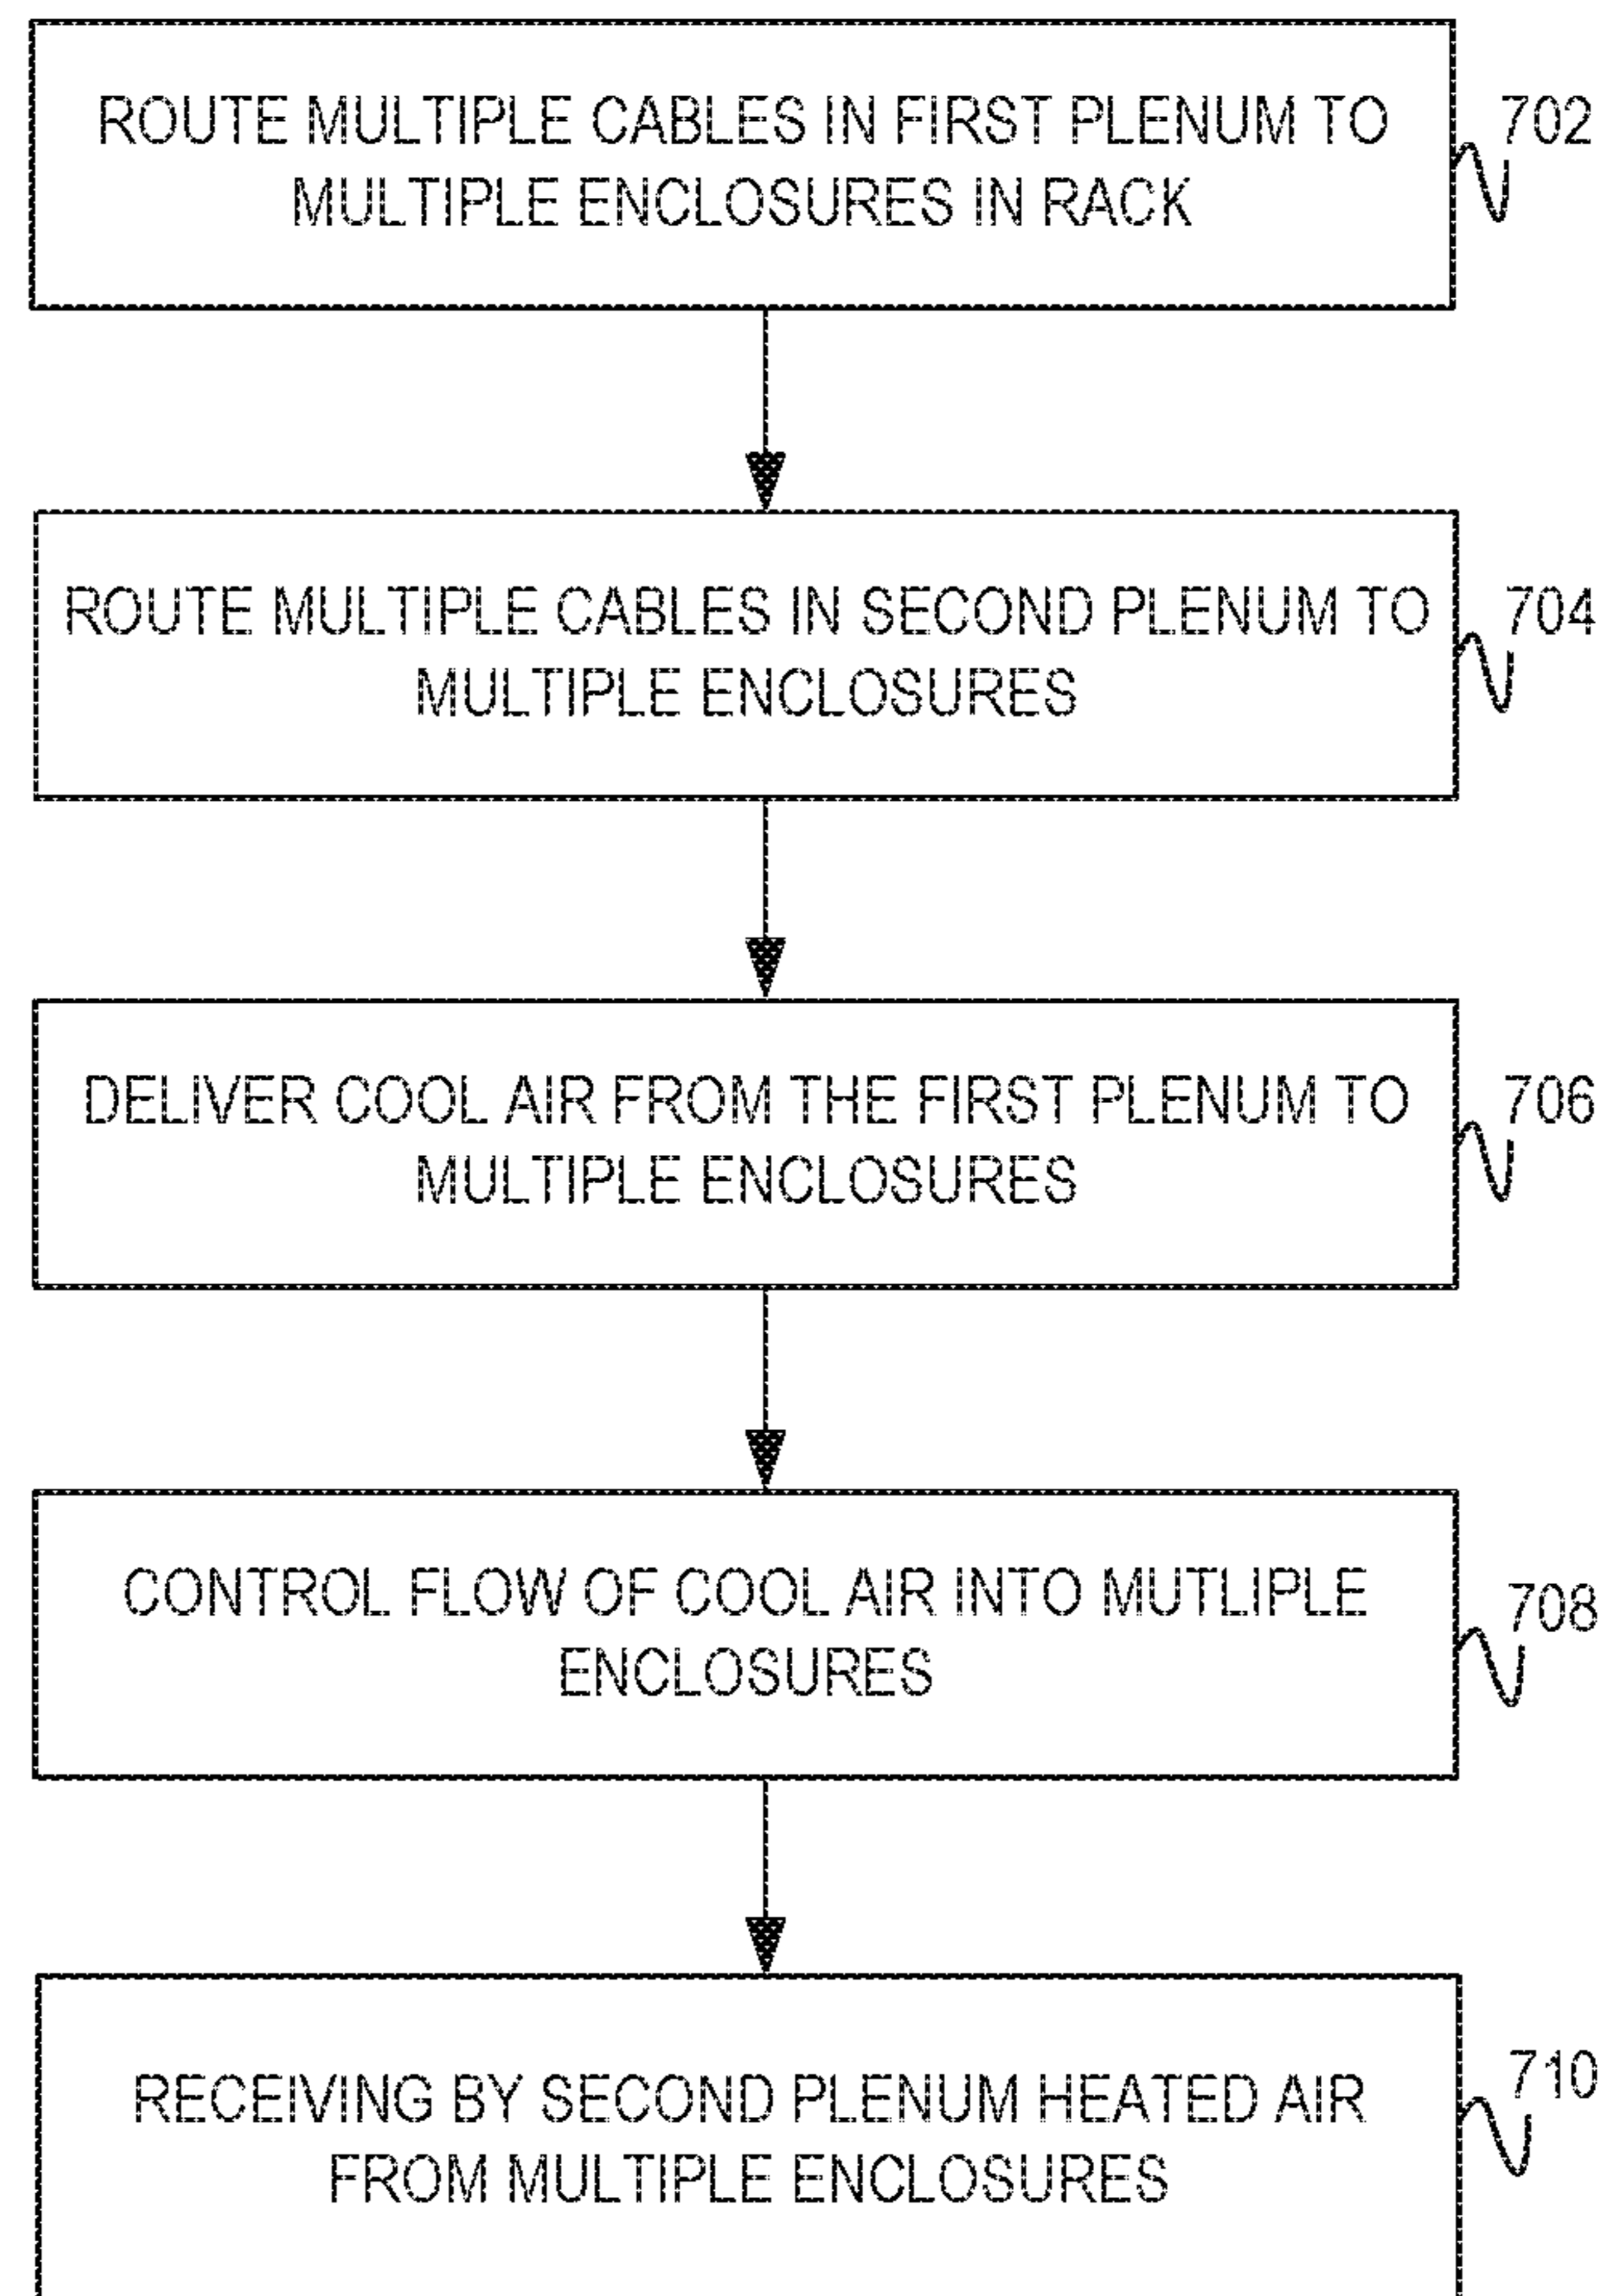 ROUTE MULTIPLE CABLES IN FIRST PLENUM TO
MULTIPLE ENCLOSURES IN RACK
702
ROUTE MULTIPLE CABLES IN SECOND PLENUM TO
MULTIPLE ENCLOSURES
704
DELIVER COOL AIR FROM THE FIRST PLENUM TO
MULTIPLE ENCLOSURES
706
CONTROL FLOW OF COOL AIR INTO MUTLIPLE
ENCLOSURES
708
RECEIVING BY SECOND PLENUM HEATED AIR
FROM MULTIPLE ENCLOSURES
710